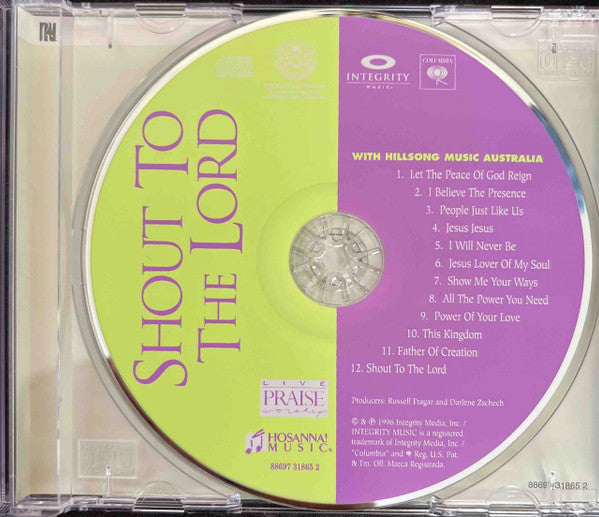 SHOUT TO
THE LORD
INTEGRITY
MUSIC
COLUMBIA
WITH HILLSONG MUSIC AUSTRALIA
1. Let The Peace Of God Reign
2. I Believe The Presence
3. People Just Like Us
4. Jesus Jesus
5. I Will Never Be
6. Jesus Lover Of My Soul
7. Show Me Your Ways
8. All The Power You Need
9. Power Of Your Love
10. This Kingdom
11. Father Of Creation
12. Shout To The Lord
LIVE
PRAISE
worship
HOSANNA!
MUSIC®
88697 31865 2
Producers: Russell Fragar and Darlene Zschech
© & ℗ 1996 Integrity Media, Inc. /
INTEGRITY MUSIC is a registered
trademark of Integrity Media, Inc. /
"Columbia" and Reg. U.S. Pat.
& Tm. Off. Marca Registrada.
88697 31865 2